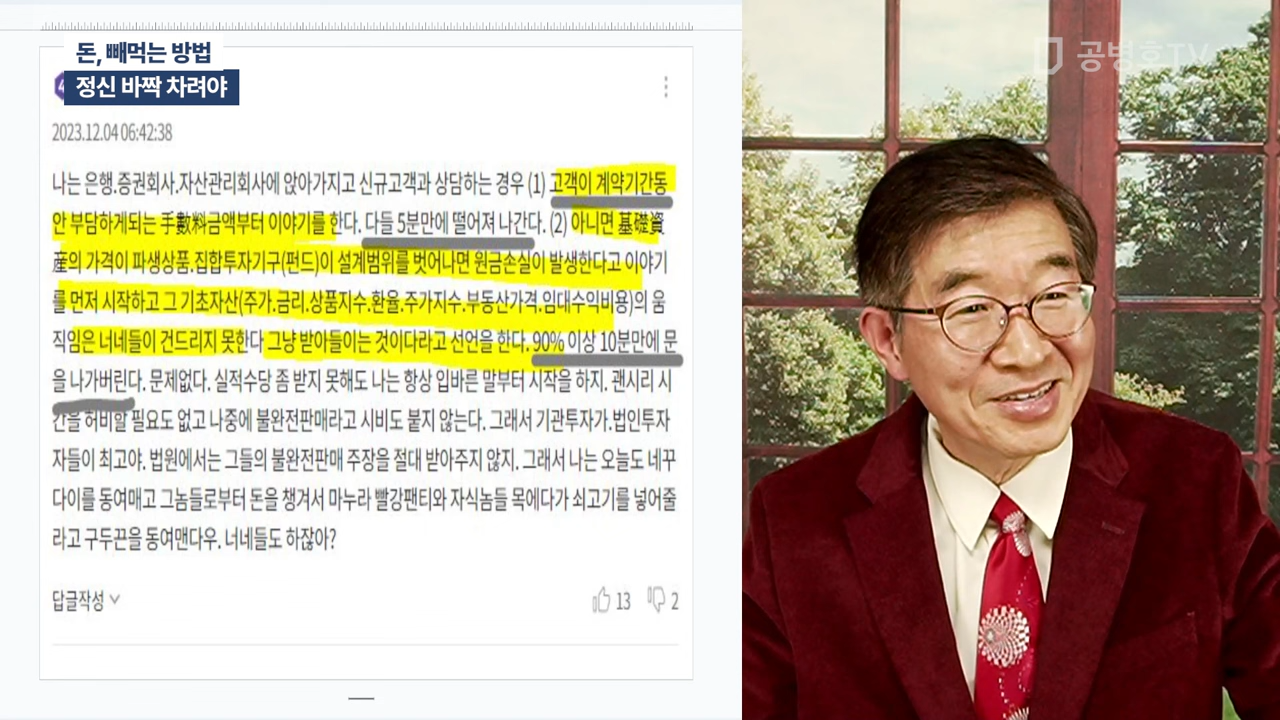 돈, 빼먹는 방법
정신 바짝 차려야
공병호TV
2023.12.04 06:42:38
나는 은행.증권회사.자산관리회사에 앉아가지고 신규고객과 상담하는 경우 (1) 고객이 계약기간동
안 부담하게되는 手數料금액부터 이야기를 한다. 다들 5분만에 떨어져 나간다. (2) 아니면 基礎資
産의 가격이 파생상품.집합투자기구(펀드)이 설계범위를 벗어나면 원금손실이 발생한다고 이야기
를 먼저 시작하고 그 기초자산(주가.금리.상품지수.환율.주가지수.부동산가격.임대수익비용)의 움
직임은 너네들이 건드리지 못한다 그냥 받아들이는 것이다라고 선언을 한다. 90% 이상 10분만에 문
을 나가버린다. 문제없다. 실적수당 좀 받지 못해도 나는 항상 입바른 말부터 시작을 하지. 괜시리 시
간을 허비할 필요도 없고 나중에 불완전판매라고 시비도 붙지 않는다. 그래서 기관투자가.법인투자
자들이 최고야. 법원에서는 그들의 불완전판매 주장을 절대 받아주지 않지. 그래서 나는 오늘도 네꾸
다이를 동여매고 그놈들로부터 돈을 챙겨서 마누라 빨강팬티와 자식놈들 목에다가 쇠고기를 넣어줄
라고 구두끈을 동여맨다우. 너네들도 하잖아?
답글작성
13
2